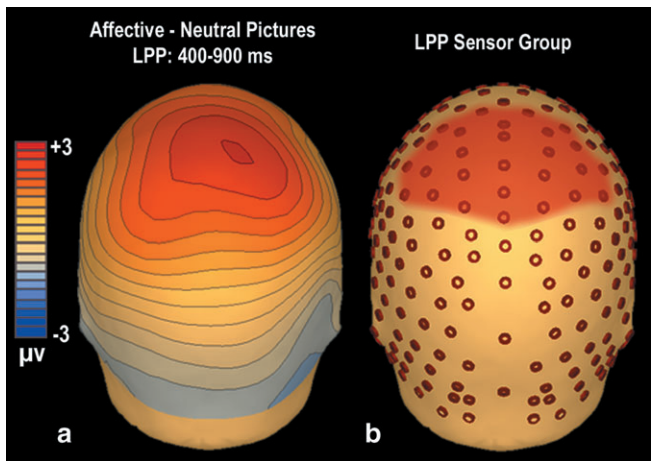 Affective - Neutral Pictures
LPP: 400-900 ms
LPP Sensor Group
+3
-3
μv
a
b